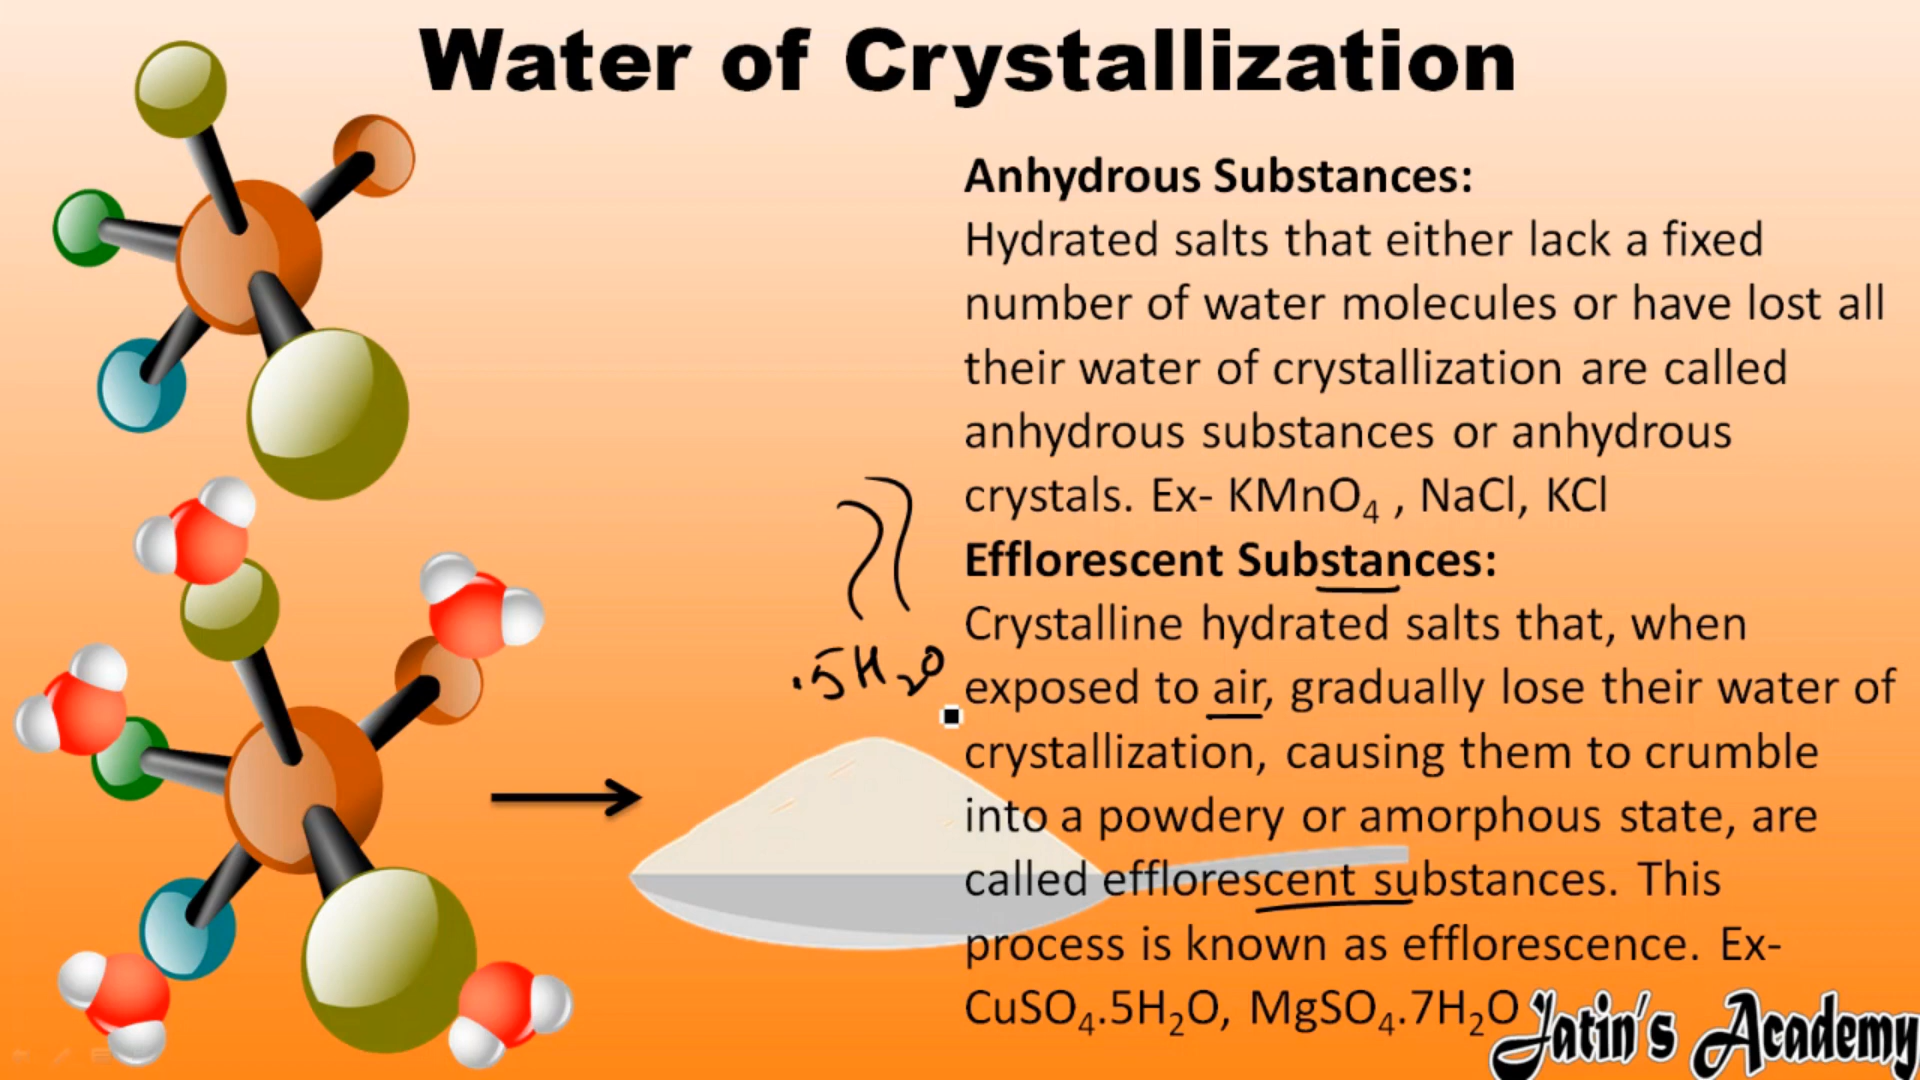 Water of Crystallization
Anhydrous Substances:
Hydrated salts that either lack a fixed
number of water molecules or have lost all
their water of crystallization are called
anhydrous substances or anhydrous
crystals. Ex- KMnO₄ , NaCl, KCl
Efflorescent Substances:
Crystalline hydrated salts that, when
exposed to air, gradually lose their water of
crystallization, causing them to crumble
into a powdery or amorphous state, are
called efflorescent substances. This
process is known as efflorescence. Ex-
CuSO₄.5H₂O, MgSO₄.7H₂O
.5H₂O
Jatin's Academy